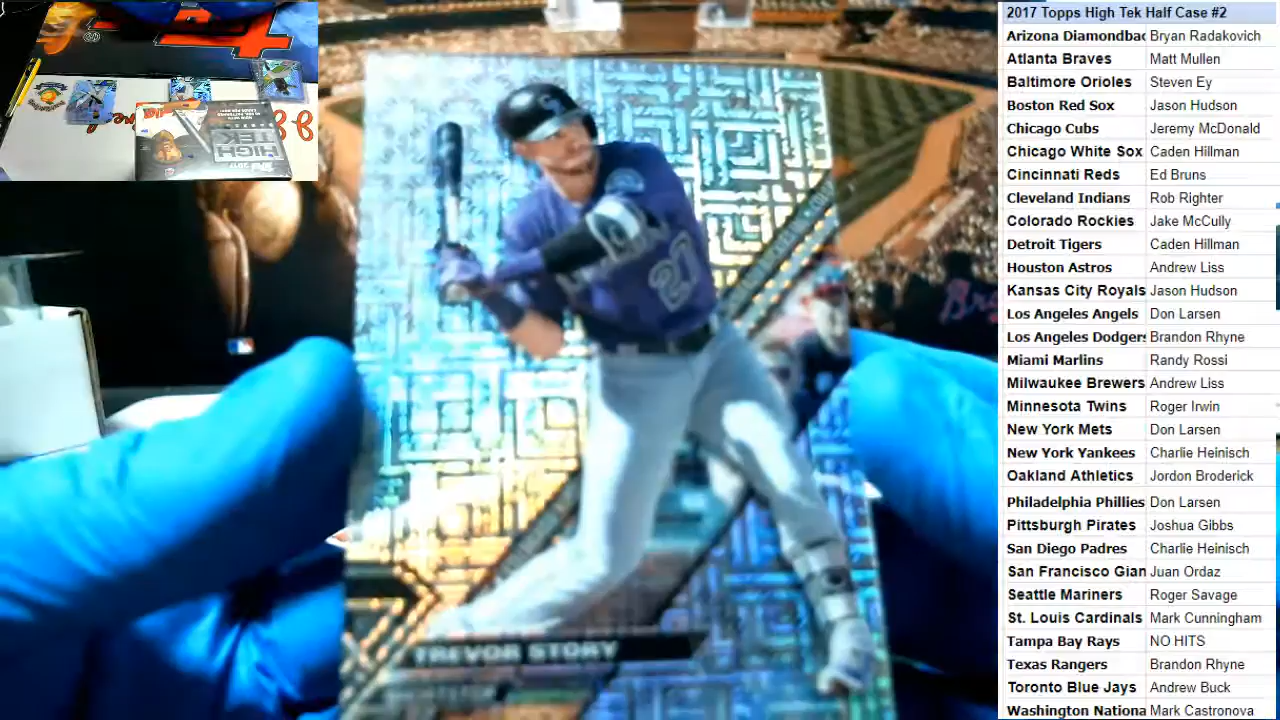 2017 Topps High Tek Half Case #2
Arizona Diamondbac Bryan Radakovich
Atlanta Braves Matt Mullen
Baltimore Orioles Steven Ey
Boston Red Sox Jason Hudson
Chicago Cubs Jeremy McDonald
Chicago White Sox Caden Hillman
Cincinnati Reds Ed Bruns
Cleveland Indians Rob Righter
Colorado Rockies Jake McCully
Detroit Tigers Caden Hillman
Houston Astros Andrew Liss
Kansas City Royals Jason Hudson
Los Angeles Angels Don Larsen
Los Angeles Dodgers Brandon Rhyne
Miami Marlins Randy Rossi
Milwaukee Brewers Andrew Liss
Minnesota Twins Roger Irwin
New York Mets Don Larsen
New York Yankees Charlie Heinisch
Oakland Athletics Jordon Broderick
Philadelphia Phillies Don Larsen
Pittsburgh Pirates Joshua Gibbs
San Diego Padres Charlie Heinisch
San Francisco Gian Juan Ordaz
Seattle Mariners Roger Savage
St. Louis Cardinals Mark Cunningham
Tampa Bay Rays NO HITS
Texas Rangers Brandon Rhyne
Toronto Blue Jays Andrew Buck
Washington Nationa Mark Castronova
HIGH
TEK
27
TREVOR STORY